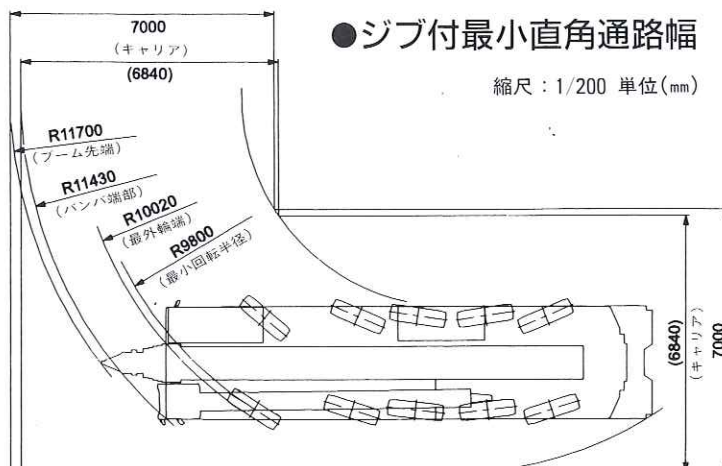 7000
(キャリア)
(6840)
●ジブ付最小直角通路幅
縮尺：1/200 単位(㎜)
R11700
(ブーム先端)
R11430
(バンパ端部)
R10020
(最外輪端)
R9800
(最小回転半径)
(6840)
(キャリア)
7000